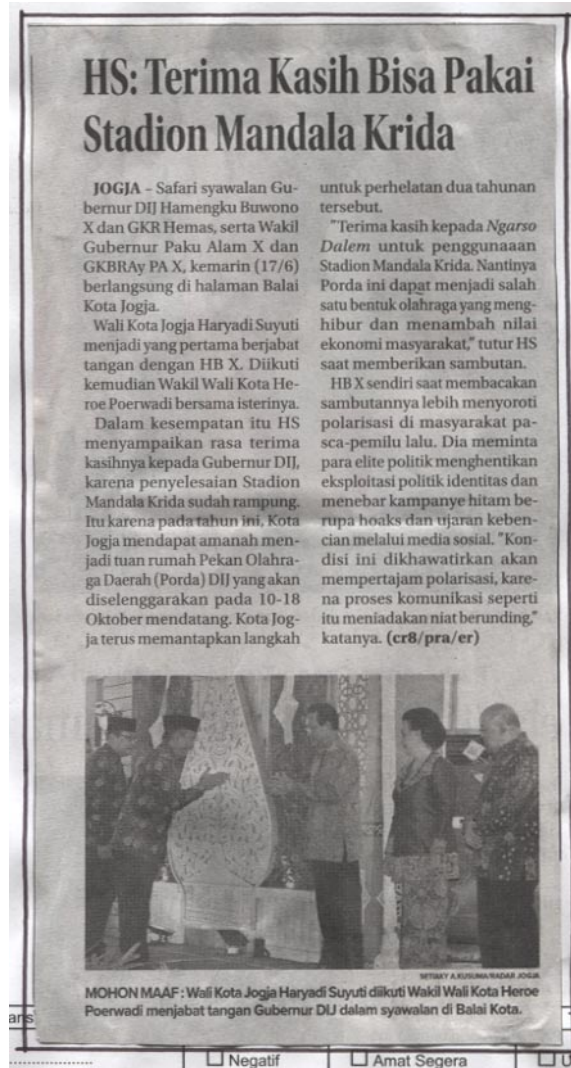 HS: Terima Kasih Bisa Pakai
Stadion Mandala Krida
JOGJA – Safari syawalan Gu-
bernur DIJ Hamengku Buwono
X dan GKR Hemas, serta Wakil
Gubernur Paku Alam X dan
GKBRAy PA X, kemarin (17/6)
berlangsung di halaman Balai
Kota Jogja.
Wali Kota Jogja Haryadi Suyuti
menjadi yang pertama berjabat
tangan dengan HB X. Diikuti
kemudian Wakil Wali Kota He-
roe Poerwadi bersama isterinya.
Dalam kesempatan itu HS
menyampaikan rasa terima
kasihnya kepada Gubernur DIJ,
karena penyelesaian Stadion
Mandala Krida sudah rampung.
Itu karena pada tahun ini, Kota
Jogja mendapat amanah men-
jadi tuan rumah Pekan Olahra-
ga Daerah (Porda) DIJ yang akan
diselenggarakan pada 10-18
Oktober mendatang. Kota Jog-
ja terus memantapkan langkah
untuk perhelatan dua tahunan
tersebut.
"Terima kasih kepada Ngarso
Dalem untuk penggunaaan
Stadion Mandala Krida. Nantinya
Porda ini dapat menjadi salah
satu bentuk olahraga yang meng-
hibur dan menambah nilai
ekonomi masyarakat," tutur HS
saat memberikan sambutan.
HB X sendiri saat membacakan
sambutannya lebih menyoroti
polarisasi di masyarakat pa-
sca-pemilu lalu. Dia meminta
para elite politik menghentikan
eksploitasi politik identitas dan
menebar kampanye hitam be-
rupa hoaks dan ujaran keben-
cian melalui media sosial. "Kon-
disi ini dikhawatirkan akan
mempertajam polarisasi, kare-
na proses komunikasi seperti
itu meniadakan niat berunding,"
katanya. (cr8/pra/er)
SETIAKY A.KUSUMA/RADAR JOGJA
MOHON MAAF : Wali Kota Jogja Haryadi Suyuti diikuti Wakil Wali Kota Heroe
Poerwadi menjabat tangan Gubernur DIJ dalam syawalan di Balai Kota.
Negatif
Amat Segera